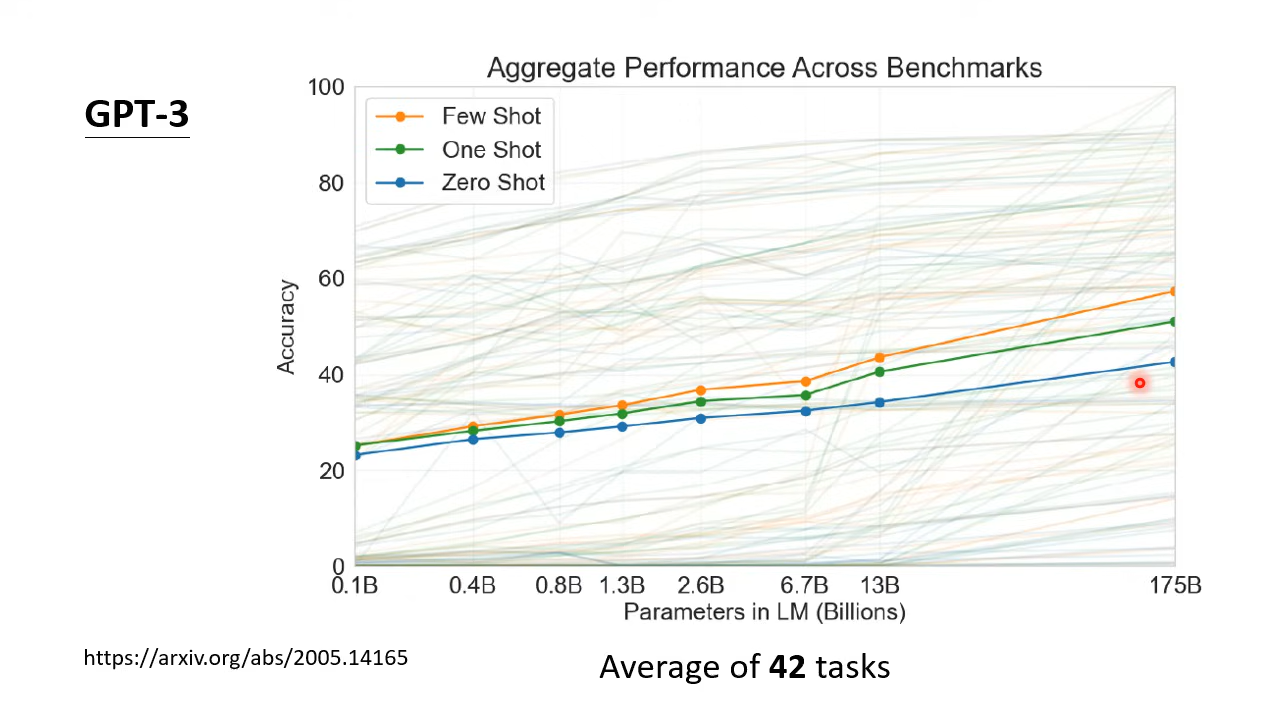 GPT-3
Aggregate Performance Across Benchmarks
Few Shot
One Shot
Zero Shot
Accuracy
100
80
60
40
20
0
0.1B 0.4B 0.8B 1.3B 2.6B 6.7B 13B 175B
Parameters in LM (Billions)
https://arxiv.org/abs/2005.14165
Average of 42 tasks